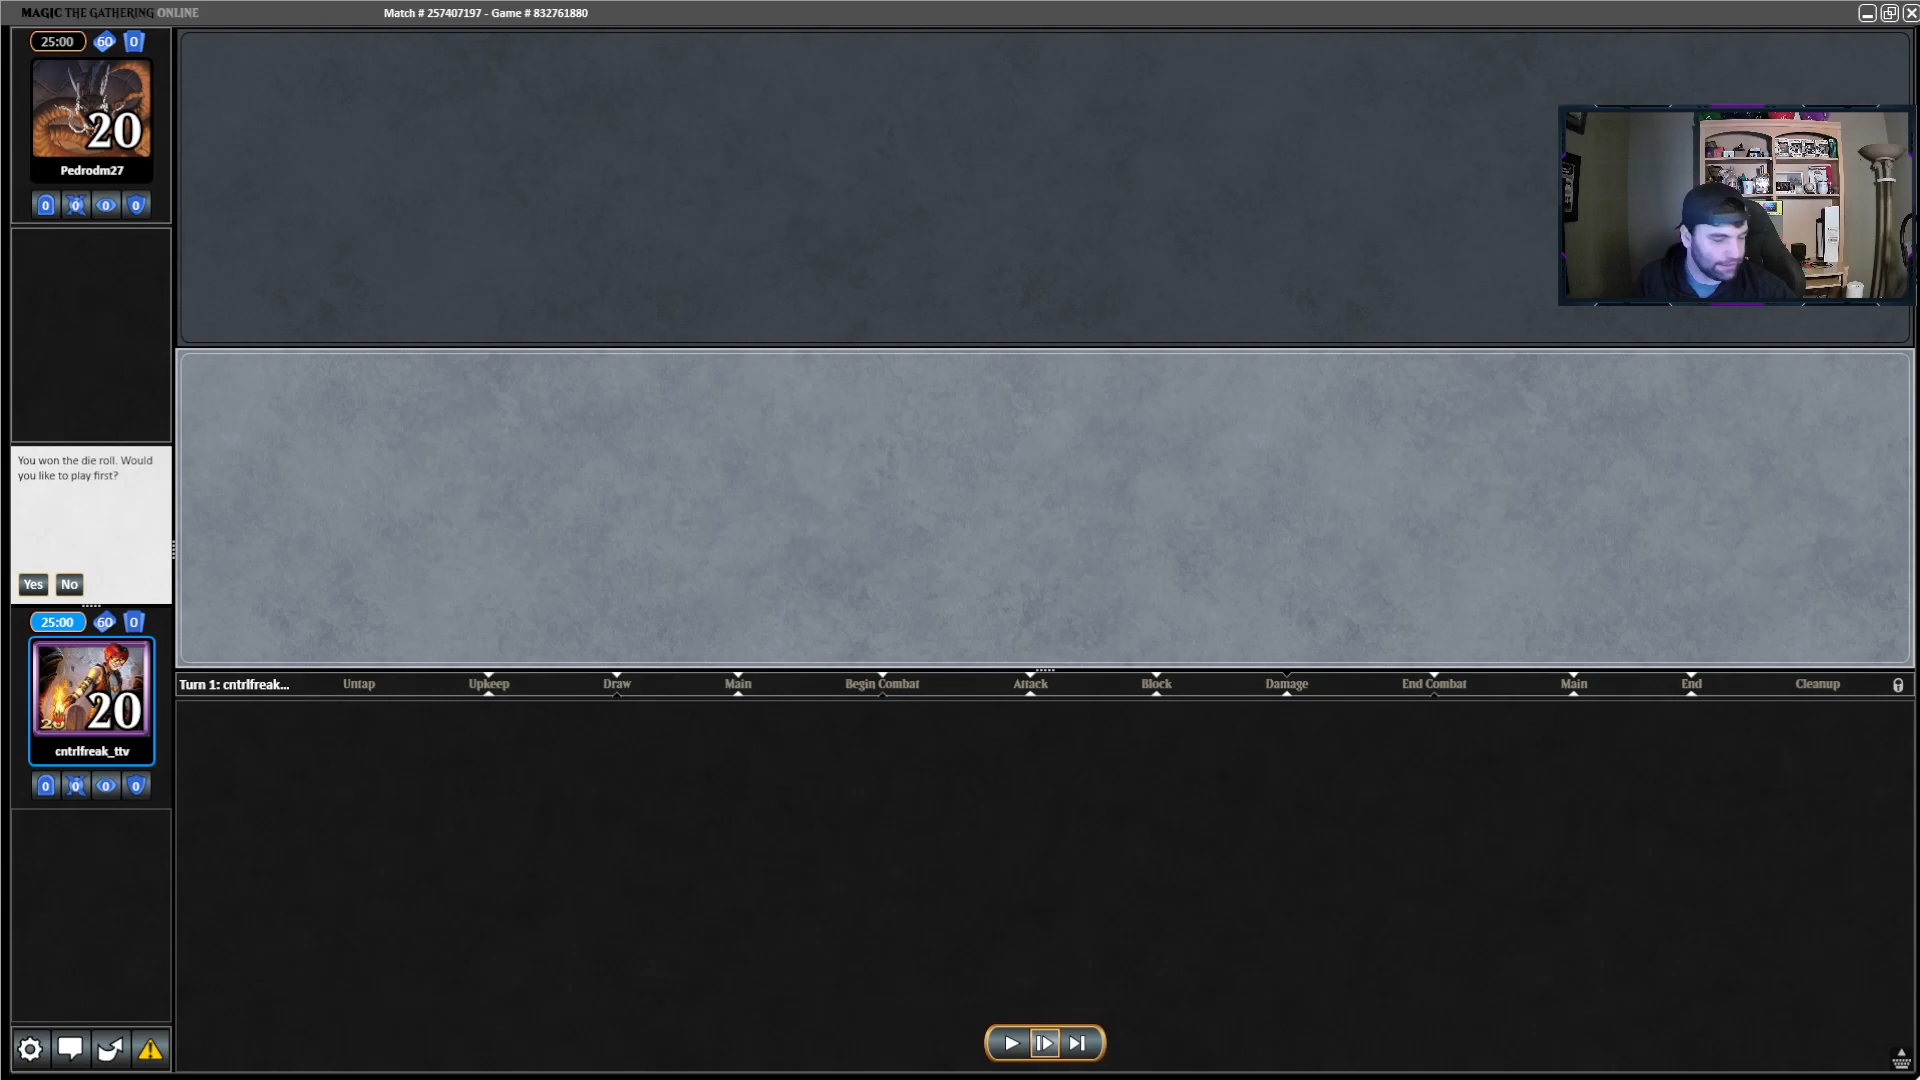 MAGIC THE GATHERING ONLINE
Match # 257407197 - Game # 832761880
25:00 60 0
20
Pedrodm27
0 0 0 0
You won the die roll. Would
you like to play first?
Yes No
25:00 60 0
20
cntrlfreak_ttv
0 0 0 0
Turn 1: cntrlfreak... Untap Upkeep Draw Main Begin Combat Attack Block Damage End Combat Main End Cleanup